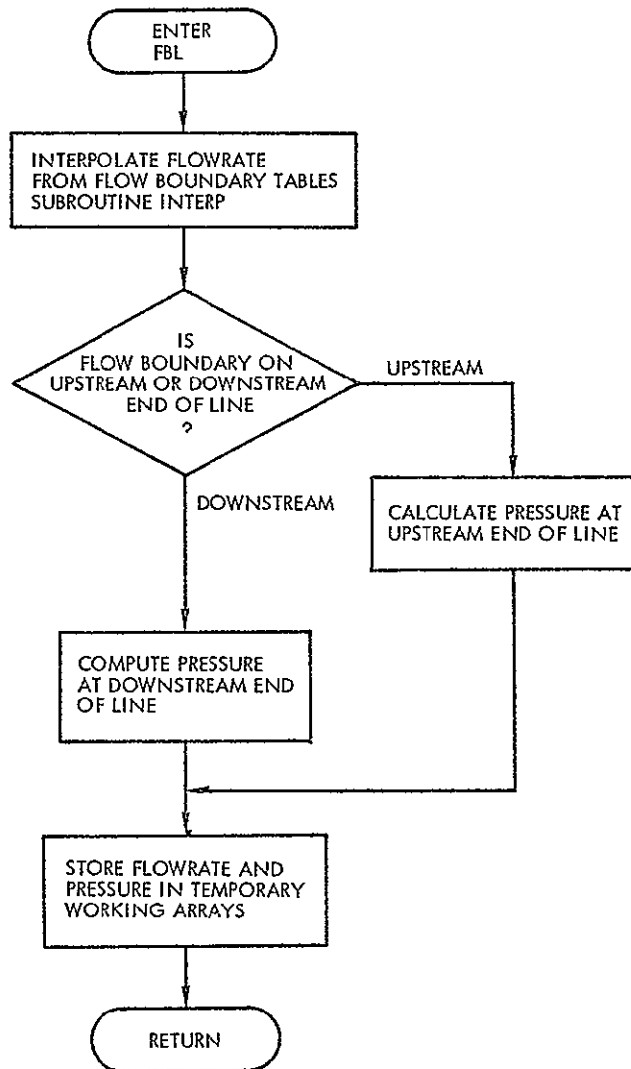 ENTER
FBL
INTERPOLATE FLOWRATE
FROM FLOW BOUNDARY TABLES
SUBROUTINE INTERP
IS
FLOW BOUNDARY ON
UPSTREAM OR DOWNSTREAM
END OF LINE
?
UPSTREAM
DOWNSTREAM
CALCULATE PRESSURE AT
UPSTREAM END OF LINE
COMPUTE PRESSURE
AT DOWNSTREAM END
OF LINE
STORE FLOWRATE AND
PRESSURE IN TEMPORARY
WORKING ARRAYS
RETURN